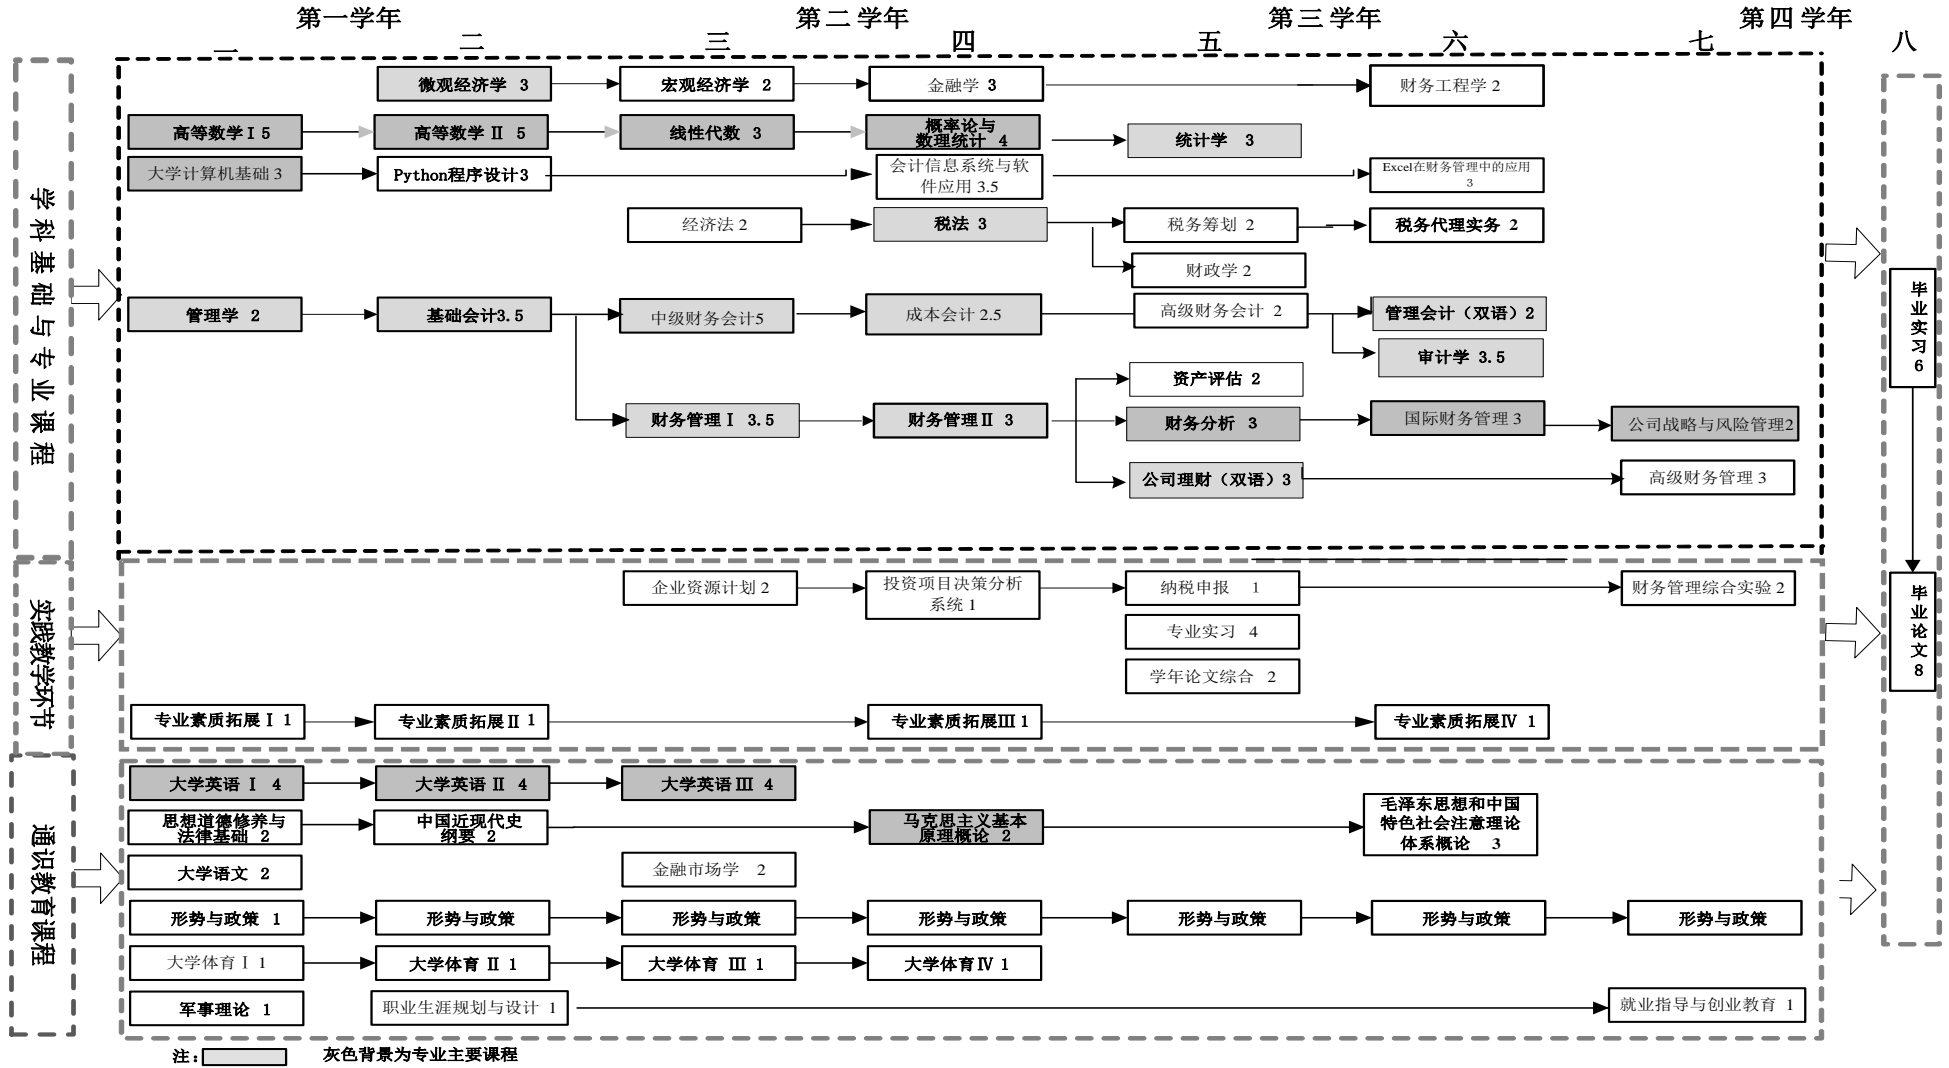 第一学年 第二学年 第三学年 第四学年
一 二 三 四 五 六 七 八
学科基础与专业课程
微观经济学 3
宏观经济学 2
金融学 3
财务工程学 2
高等数学Ⅰ 5
高等数学Ⅱ 5
线性代数 3
概率论与
数理统计 4
统计学 3
大学计算机基础 3
Python程序设计3
会计信息系统与软
件应用 3.5
Excel在财务管理中的应用
3
经济法 2
税法 3
税务筹划 2
税务代理实务 2
财政学 2
管理学 2
基础会计3.5
中级财务会计5
成本会计 2.5
高级财务会计 2
管理会计（双语）2
审计学 3.5
资产评估 2
财务管理Ⅰ 3.5
财务管理Ⅱ 3
财务分析 3
国际财务管理 3
公司战略与风险管理2
公司理财（双语）3
高级财务管理 3
毕业实习6
实践教学环节
企业资源计划 2
投资项目决策分析
系统 1
纳税申报 1
财务管理综合实验 2
专业实习 4
学年论文综合 2
专业素质拓展Ⅰ 1
专业素质拓展Ⅱ 1
专业素质拓展Ⅲ 1
专业素质拓展Ⅳ 1
毕业论文8
通识教育课程
大学英语Ⅰ 4
大学英语Ⅱ 4
大学英语Ⅲ 4
思想道德修养与
法律基础 2
中国近现代史
纲要 2
马克思主义基本
原理概论 2
毛泽东思想和中国
特色社会注意理论
体系概论 3
大学语文 2
金融市场学 2
形势与政策 1
形势与政策
形势与政策
形势与政策
形势与政策
形势与政策
形势与政策
大学体育Ⅰ 1
大学体育Ⅱ 1
大学体育Ⅲ 1
大学体育Ⅳ 1
军事理论 1
职业生涯规划与设计 1
就业指导与创业教育 1
注： 灰色背景为专业主要课程